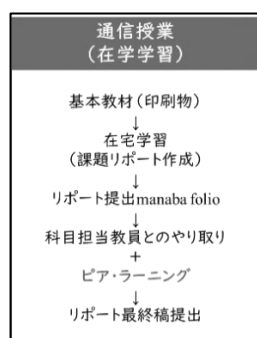 通信授業
(在学学習)
基本教材(印刷物)
↓
在宅学習
(課題リポート作成)
↓
リポート提出manaba folio
↓
科目担当教員とのやり取り
+
ピア・ラーニング
↓
リポート最終稿提出